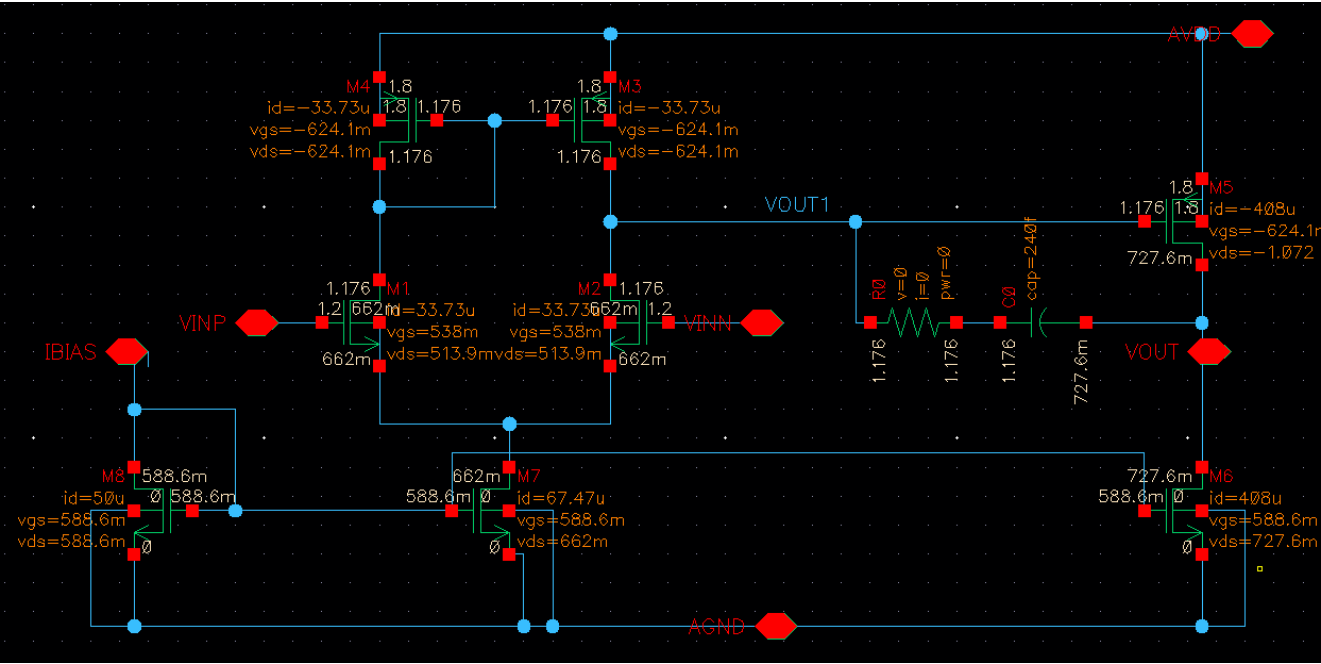 AVDD
M4
1.8
id=-33.73u
1.8
1.176
vgs=-624.1m
vds=-624.1m
1.176
1.8
M3
1.176
1.8
id=-33.73u
vgs=-624.1m
vds=-624.1m
1.176
VOUT1
1.8
M5
1.176
1.8
id=-408u
vgs=-624.1
vds=-1.072
727.6m
R0
v=0
i=0
pwr=0
1.176
1.176
C0
cap=240f
1.176
727.6m
VINP
1.176
M1
1.2
662m
id=33.73u
vgs=538m
vds=513.9m
662m
M2
1.176
id=33.73u
662m
1.2
vgs=538m
vds=513.9m
662m
VINN
VOUT
IBIAS
M8
588.6m
id=50u
0
588.6m
vgs=588.6m
vds=588.6m
0
662m
M7
588.6m
0
id=67.47u
vgs=588.6m
vds=662m
0
727.6m
M6
588.6m
0
id=408u
vgs=588.6m
vds=727.6m
0
AGND